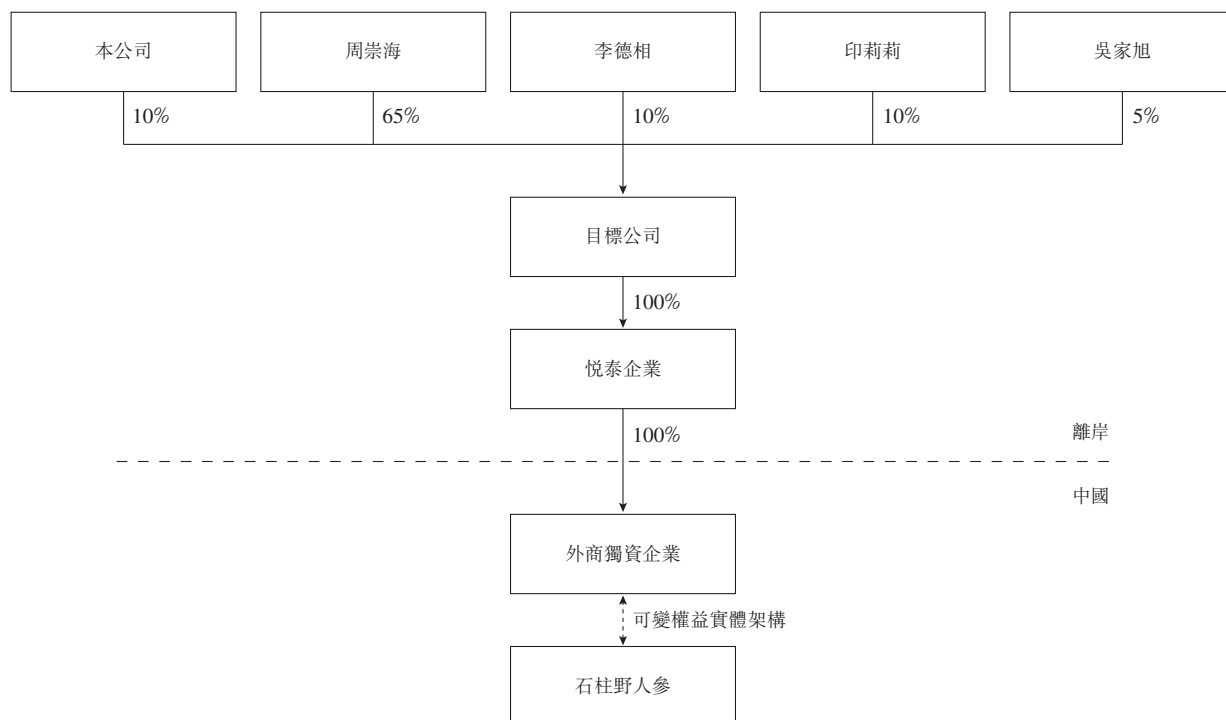 本公司
周崇海
李德相
印莉莉
吳家旭
10%
65%
10%
10%
5%
目標公司
100%
悦泰企業
100%
離岸
中國
外商獨資企業
可變權益實體架構
石柱野人參